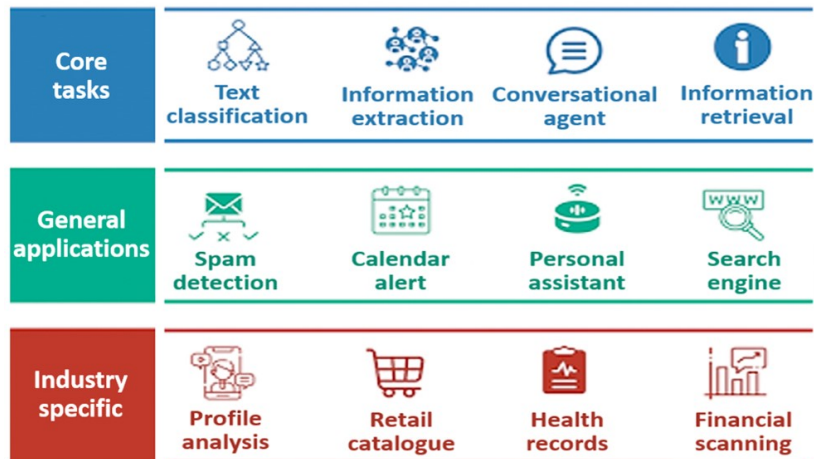 Core
tasks
Text
classification
Information
extraction
Conversational
agent
Information
retrieval
General
applications
Spam
detection
Calendar
alert
Personal
assistant
WWW
Search
engine
Industry
specific
Profile
analysis
Retail
catalogue
Health
records
Financial
scanning